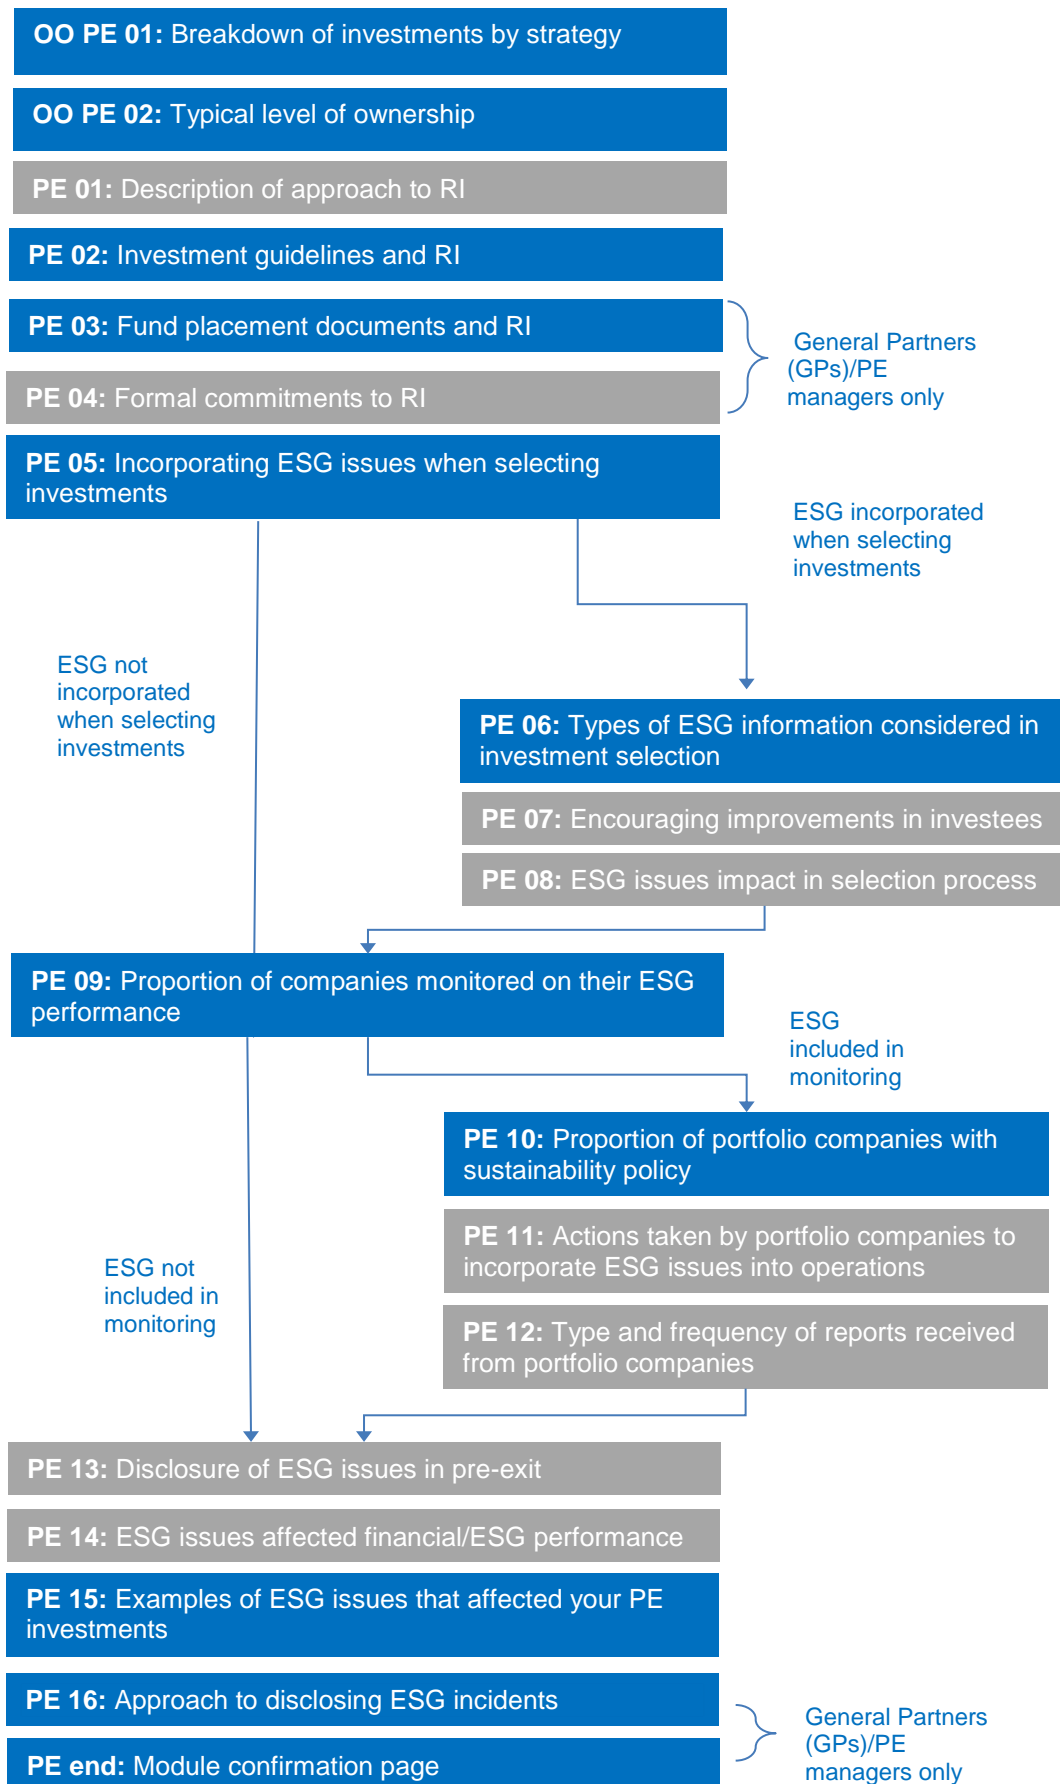 OO PE 01: Breakdown of investments by strategy
OO PE 02: Typical level of ownership
PE 01: Description of approach to RI
PE 02: Investment guidelines and RI
PE 03: Fund placement documents and RI
PE 04: Formal commitments to RI
General Partners
(GPs)/PE
managers only
PE 05: Incorporating ESG issues when selecting
investments
ESG incorporated
when selecting
investments
ESG not
incorporated
when selecting
investments
PE 06: Types of ESG information considered in
investment selection
PE 07: Encouraging improvements in investees
PE 08: ESG issues impact in selection process
PE 09: Proportion of companies monitored on their ESG
performance
ESG
included in
monitoring
PE 10: Proportion of portfolio companies with
sustainability policy
PE 11: Actions taken by portfolio companies to
incorporate ESG issues into operations
ESG not
included in
monitoring
PE 12: Type and frequency of reports received
from portfolio companies
PE 13: Disclosure of ESG issues in pre-exit
PE 14: ESG issues affected financial/ESG performance
PE 15: Examples of ESG issues that affected your PE
investments
PE 16: Approach to disclosing ESG incidents
PE end: Module confirmation page
General Partners
(GPs)/PE
managers only